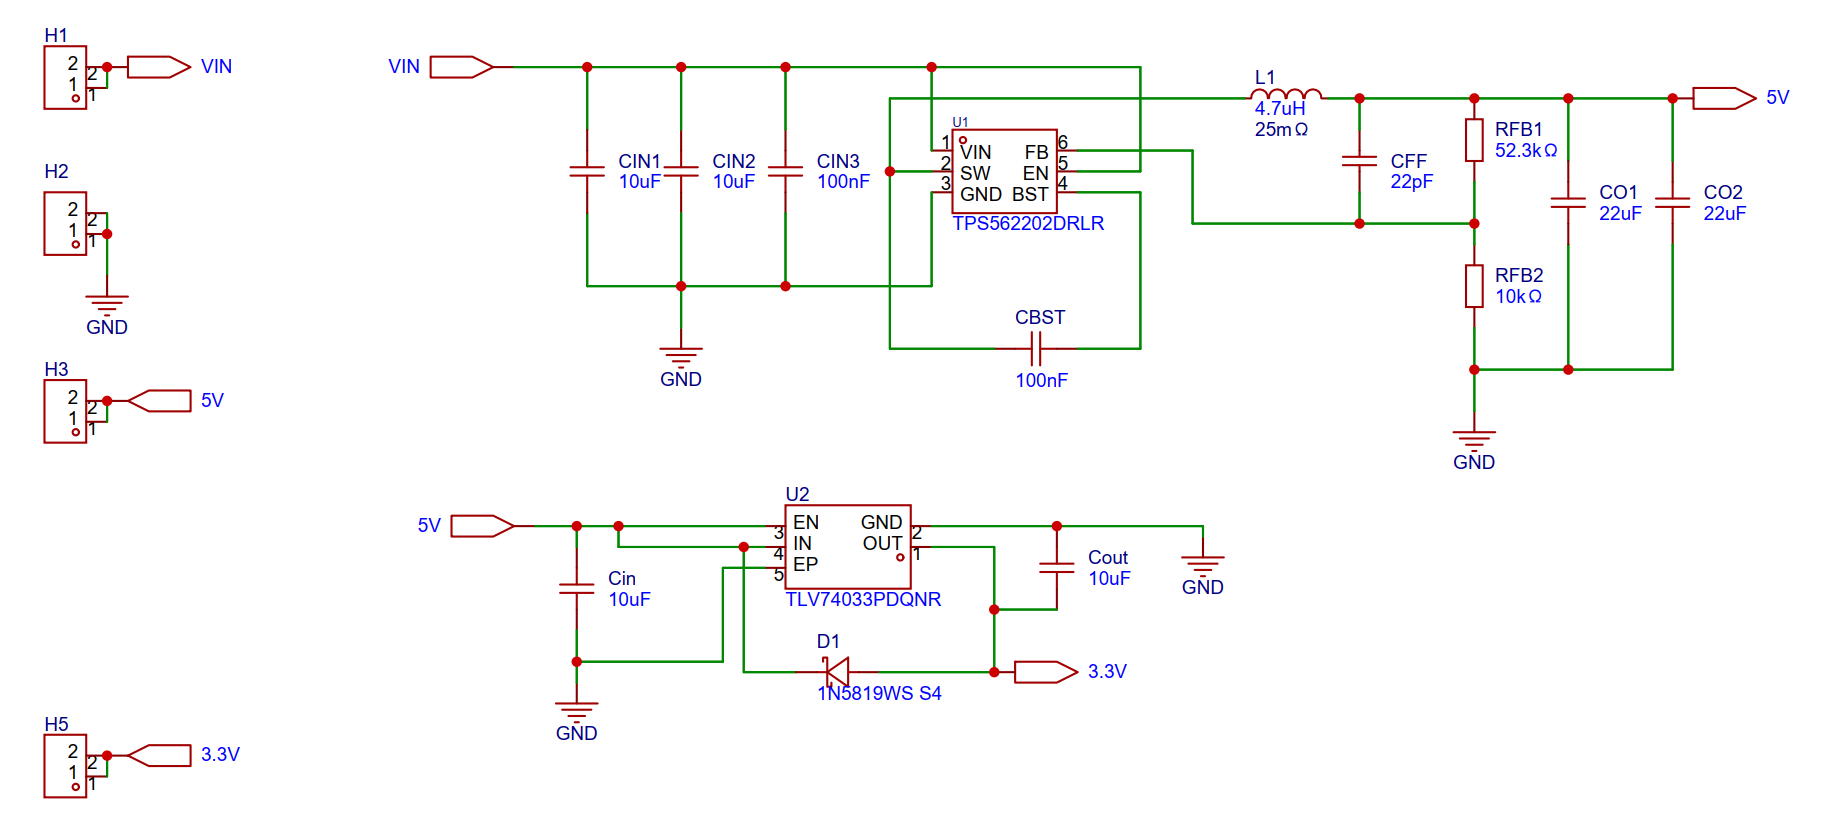 H1
2
1
2
1
VIN
H2
2
1
2
1
GND
H3
2
1
2
1
5V
H5
2
1
2
1
3.3V
VIN
CIN1
10uF
CIN2
10uF
CIN3
100nF
GND
U1
1
2
3
VIN
SW
GND
FB
EN
BST
6
5
4
TPS562202DRLR
CBST
100nF
L1
4.7uH
25mΩ
CFF
22pF
RFB1
52.3kΩ
RFB2
10kΩ
CO1
22uF
CO2
22uF
5V
GND
5V
Cin
10uF
GND
U2
3
4
5
EN
IN
EP
GND
OUT
2
1
TLV74033PDQNR
D1
1N5819WS S4
Cout
10uF
GND
3.3V